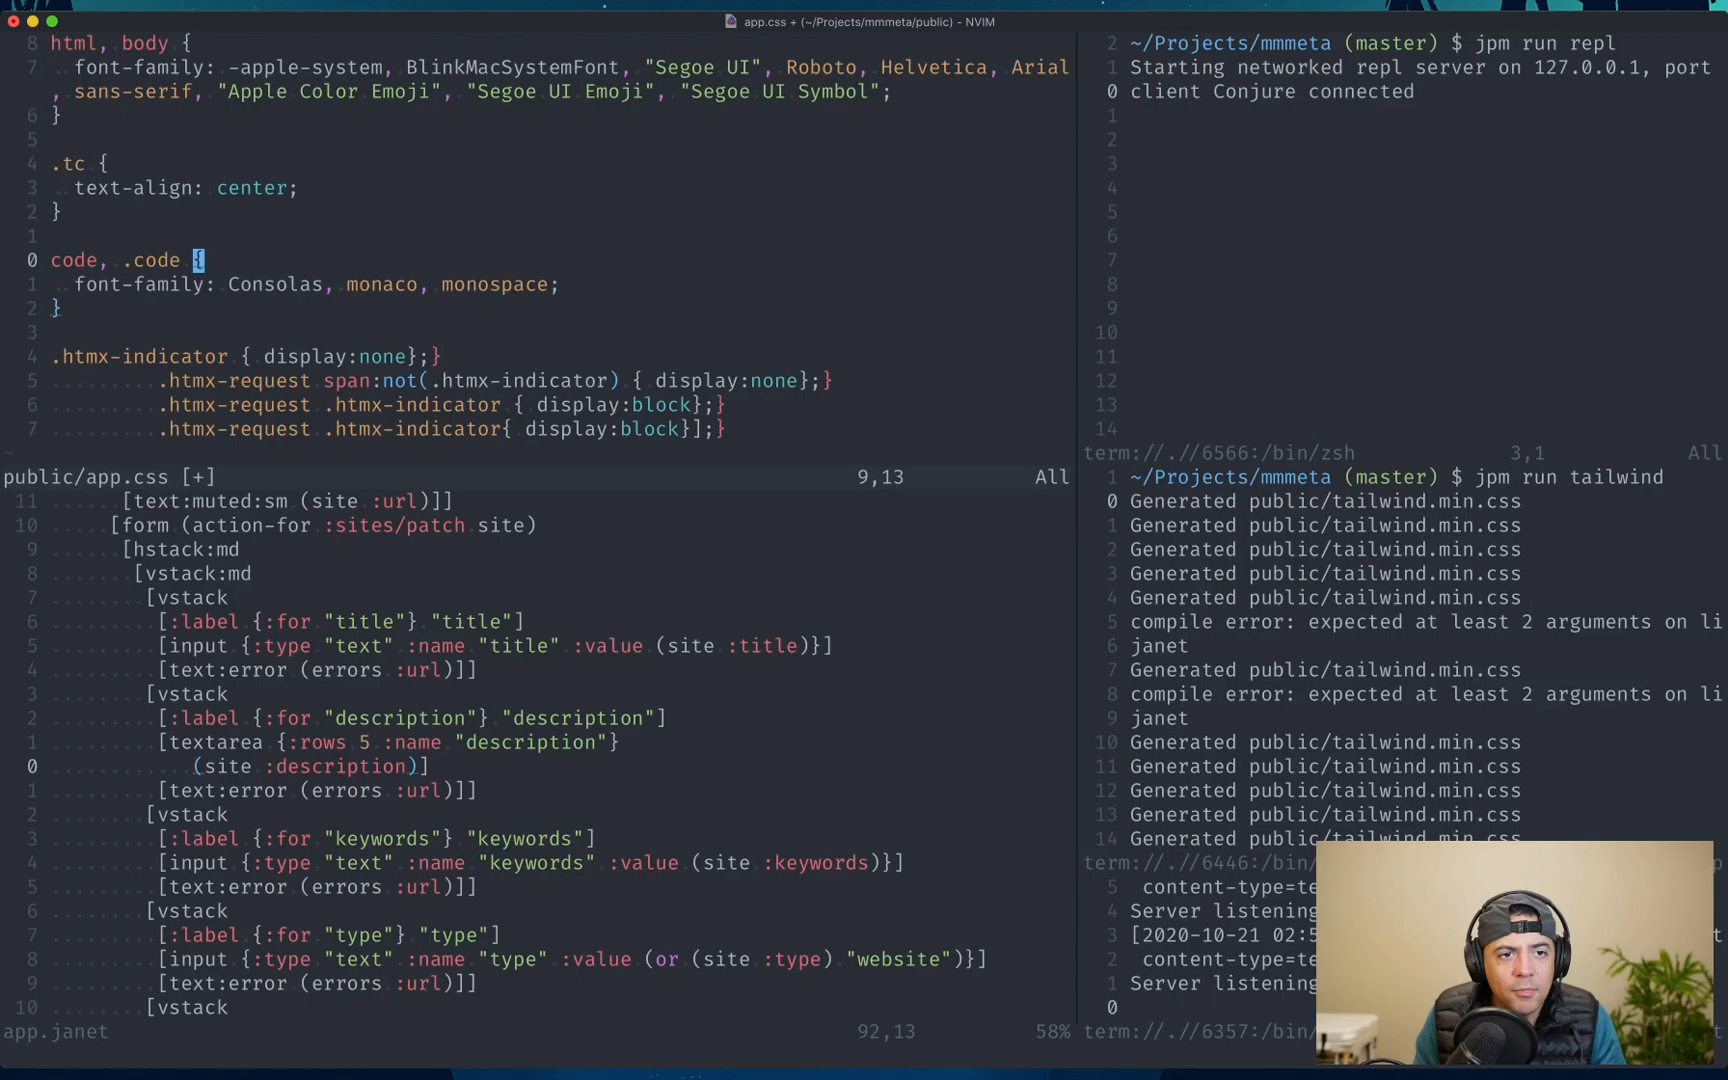 app.css + (~/Projects/mmmeta/public) - NVIM
8 html, body {
7 font-family: -apple-system, BlinkMacSystemFont, "Segoe UI", Roboto, Helvetica, Arial
, sans-serif, "Apple Color Emoji", "Segoe UI Emoji", "Segoe UI Symbol";
6 }
5
4 .tc {
3 text-align: center;
2 }
1
0 code, .code {
1 font-family: Consolas, monaco, monospace;
2 }
3
4 .htmx-indicator { display:none};}
5 .htmx-request span:not(.htmx-indicator) { display:none};}
6 .htmx-request .htmx-indicator { display:block};}
7 .htmx-request .htmx-indicator{ display:block}];}
~
public/app.css [+] 9,13 All
11 [text:muted:sm (site :url)]]
10 [form (action-for :sites/patch site)
9 [hstack:md
8 [vstack:md
7 [vstack
6 [:label {:for "title"} "title"]
5 [input {:type "text" :name "title" :value (site :title)}]
4 [text:error (errors :url)]]
3 [vstack
2 [:label {:for "description"} "description"]
1 [textarea {:rows 5 :name "description"}
0 (site :description)]
1 [text:error (errors :url)]]
2 [vstack
3 [:label {:for "keywords"} "keywords"]
4 [input {:type "text" :name "keywords" :value (site :keywords)}]
5 [text:error (errors :url)]]
6 [vstack
7 [:label {:for "type"} "type"]
8 [input {:type "text" :name "type" :value (or (site :type) "website")}]
9 [text:error (errors :url)]]
10 [vstack
app.janet 92,13 58%
2 ~/Projects/mmmeta (master) $ jpm run repl
1 Starting networked repl server on 127.0.0.1, port
0 client Conjure connected
1
2
3
4
5
6
7
8
9
10
11
12
13
14
term://.//6566:/bin/zsh 3,1 All
1 ~/Projects/mmmeta (master) $ jpm run tailwind
0 Generated public/tailwind.min.css
1 Generated public/tailwind.min.css
2 Generated public/tailwind.min.css
3 Generated public/tailwind.min.css
4 Generated public/tailwind.min.css
5 compile error: expected at least 2 arguments on li
6 janet
7 Generated public/tailwind.min.css
8 compile error: expected at least 2 arguments on li
9 janet
10 Generated public/tailwind.min.css
11 Generated public/tailwind.min.css
12 Generated public/tailwind.min.css
13 Generated public/tailwind.min.css
14 Generated public/tailwind.min.css
term://.//6446:/bin/
5 content-type=te
4 Server listening
3 [2020-10-21 02:5
2 content-type=te
1 Server listening
0
term://.//6357:/bin/